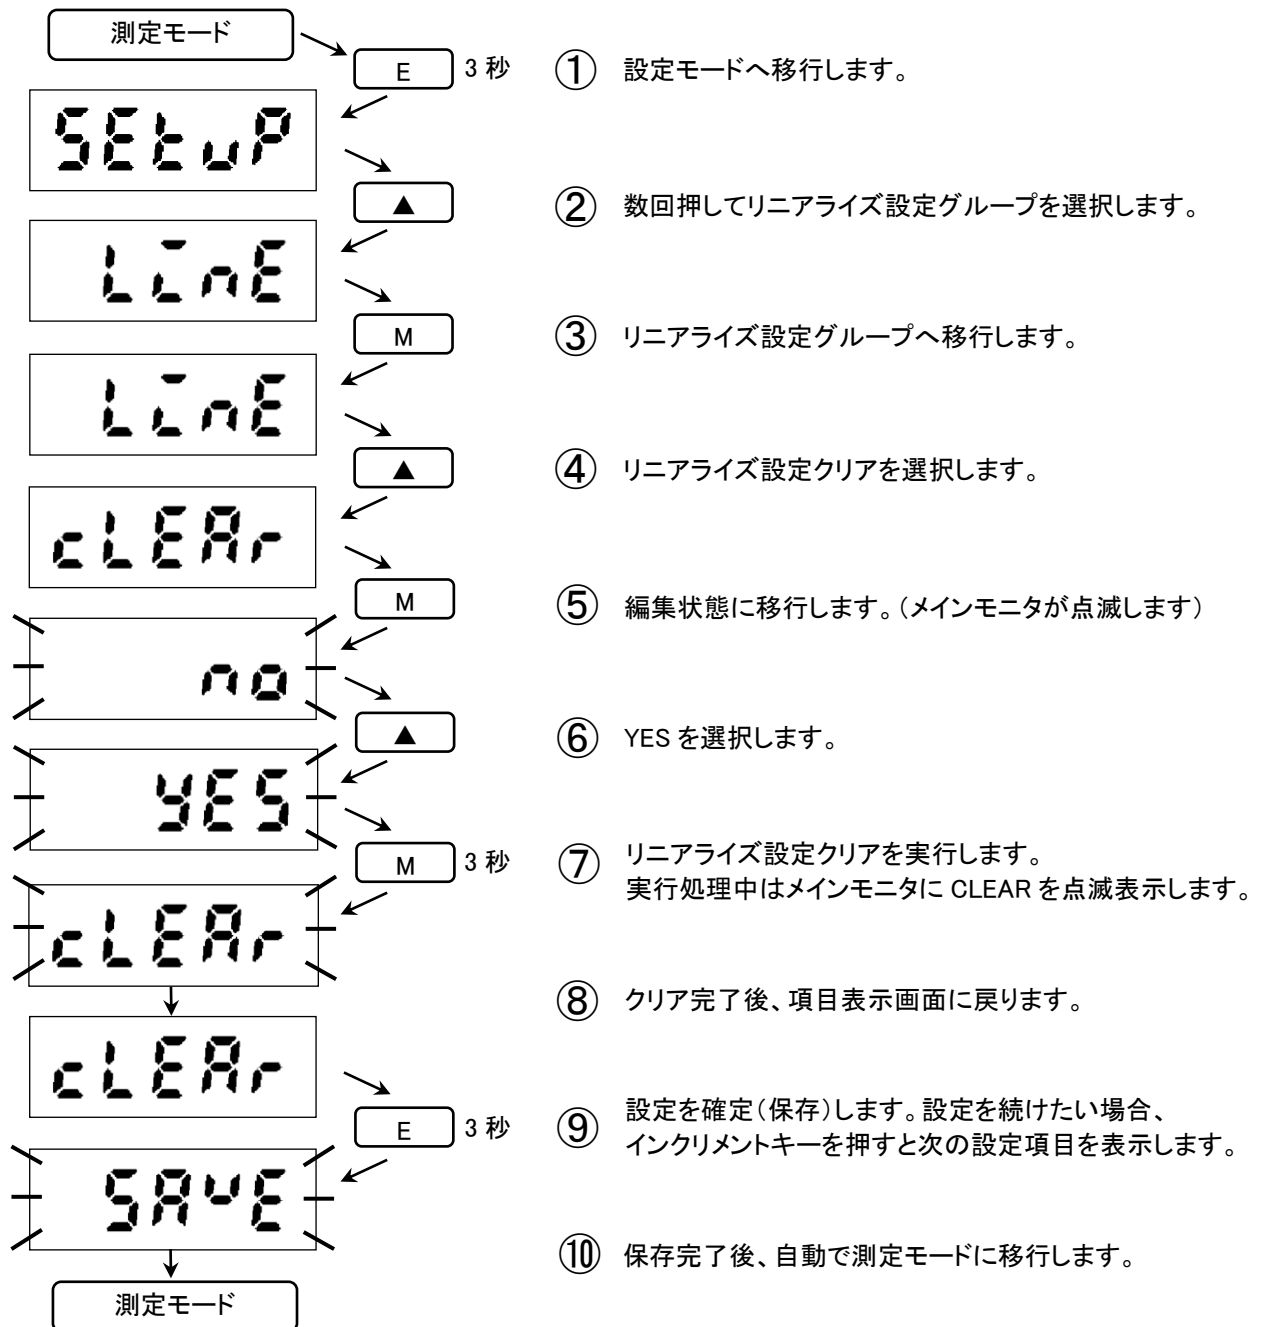 測定モード
E 3 秒 ① 設定モードへ移行します。
SEtuP
▲ ② 数回押してリニアライズ設定グループを選択します。
LinE
M ③ リニアライズ設定グループへ移行します。
LinE
▲ ④ リニアライズ設定クリアを選択します。
cLEAr
M ⑤ 編集状態に移行します。(メインモニタが点滅します)
no
▲ ⑥ YES を選択します。
YES
M 3 秒 ⑦ リニアライズ設定クリアを実行します。
実行処理中はメインモニタに CLEAR を点滅表示します。
cLEAr
⑧ クリア完了後、項目表示画面に戻ります。
cLEAr
E 3 秒 ⑨ 設定を確定(保存)します。設定を続けたい場合、
インクリメントキーを押すと次の設定項目を表示します。
SAvE
⑩ 保存完了後、自動で測定モードに移行します。
測定モード